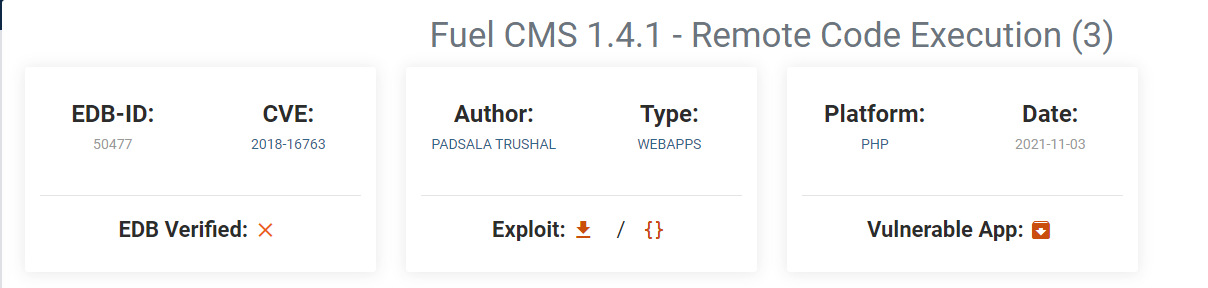 Fuel CMS 1.4.1 - Remote Code Execution (3)
EDB-ID: CVE: Author: Type: Platform: Date:
50477 2018-16763 PADSALA TRUSHAL WEBAPPS PHP 2021-11-03
EDB Verified: Exploit: / {} Vulnerable App: